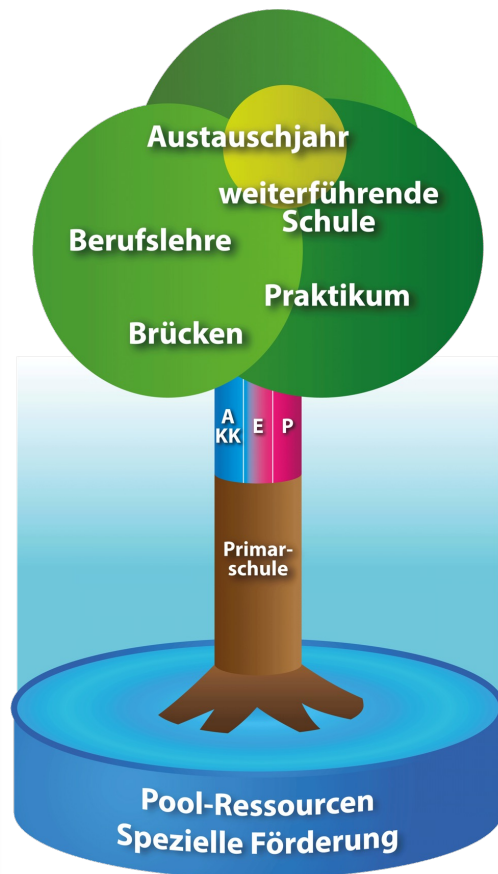 Austauschjahr
weiterführende
Schule
Berufslehre
Praktikum
Brücken
A
KK
E
P
Primar-
schule
Pool-Ressourcen
Spezielle Förderung